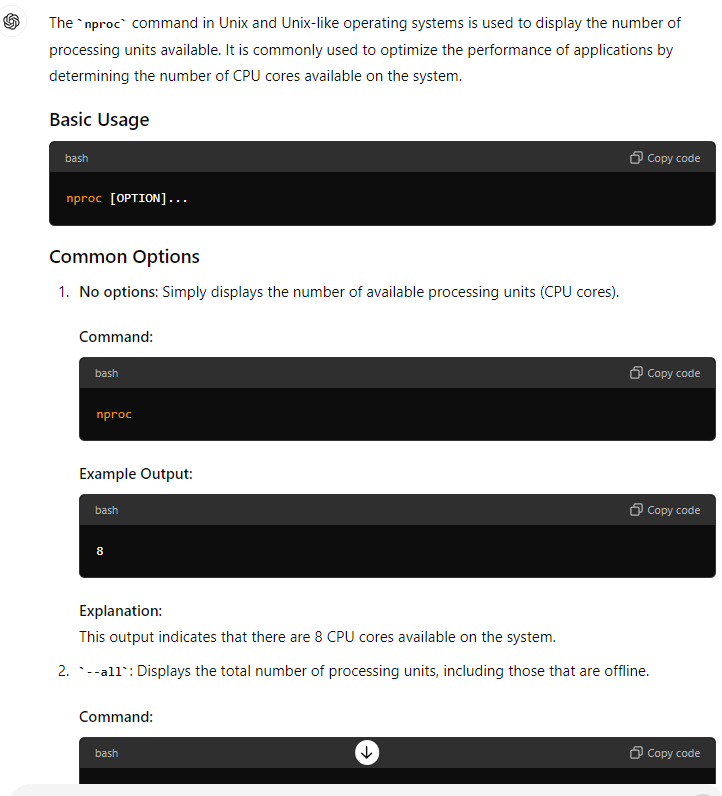 The `nproc` command in Unix and Unix-like operating systems is used to display the number of
processing units available. It is commonly used to optimize the performance of applications by
determining the number of CPU cores available on the system.
Basic Usage
bash Copy code
nproc [OPTION]...
Common Options
1. No options: Simply displays the number of available processing units (CPU cores).
Command:
bash Copy code
nproc
Example Output:
bash Copy code
8
Explanation:
This output indicates that there are 8 CPU cores available on the system.
2. `--all`: Displays the total number of processing units, including those that are offline.
Command:
bash Copy code